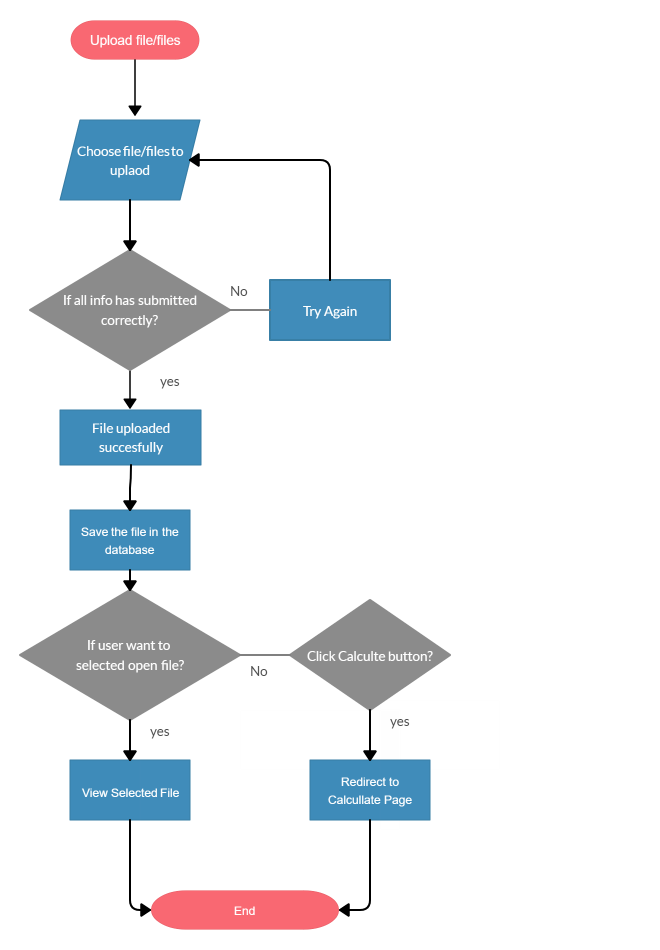 Upload file/files
Choose file/files to
uplaod
If all info has submitted
correctly?
No
Try Again
yes
File uploaded
succesfully
Save the file in the
database
If user want to
selected open file?
No
Click Calculte button?
yes
yes
View Selected File
Redirect to
Calcullate Page
End